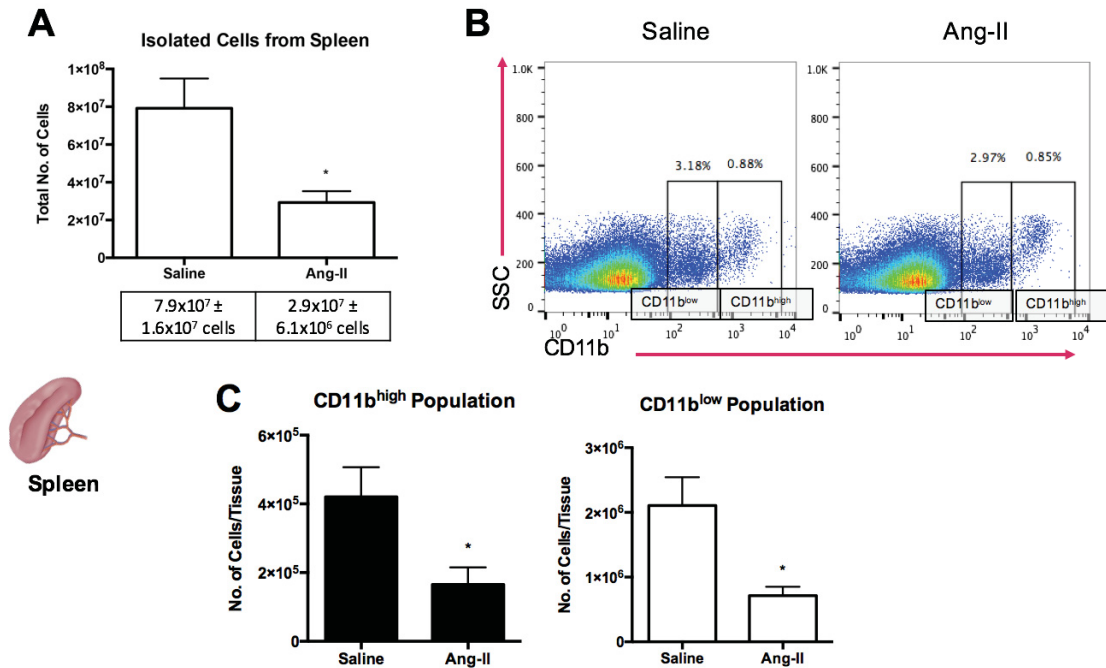 A
Isolated Cells from Spleen
Total No. of Cells
1×10⁸
8×10⁷
6×10⁷
4×10⁷
2×10⁷
0
*
Saline
Ang-II
7.9x10⁷ ±
1.6x10⁷ cells
2.9x10⁷ ±
6.1x10⁶ cells
B
Saline
SSC
1.0K
800
600
400
200
0
3.18%
0.88%
CD11bˡᵒʷ
CD11bʰⁱᵍʰ
10⁰
10¹
10²
10³
10⁴
Ang-II
1.0K
800
600
400
200
0
2.97%
0.85%
CD11bˡᵒʷ
CD11bʰⁱᵍʰ
10⁰
10¹
10²
10³
10⁴
CD11b
Spleen
C
CD11bʰⁱᵍʰ Population
No. of Cells/Tissue
6×10⁵
4×10⁵
2×10⁵
0
*
Saline
Ang-II
CD11bˡᵒʷ Population
No. of Cells/Tissue
3×10⁶
2×10⁶
1×10⁶
0
*
Saline
Ang-II